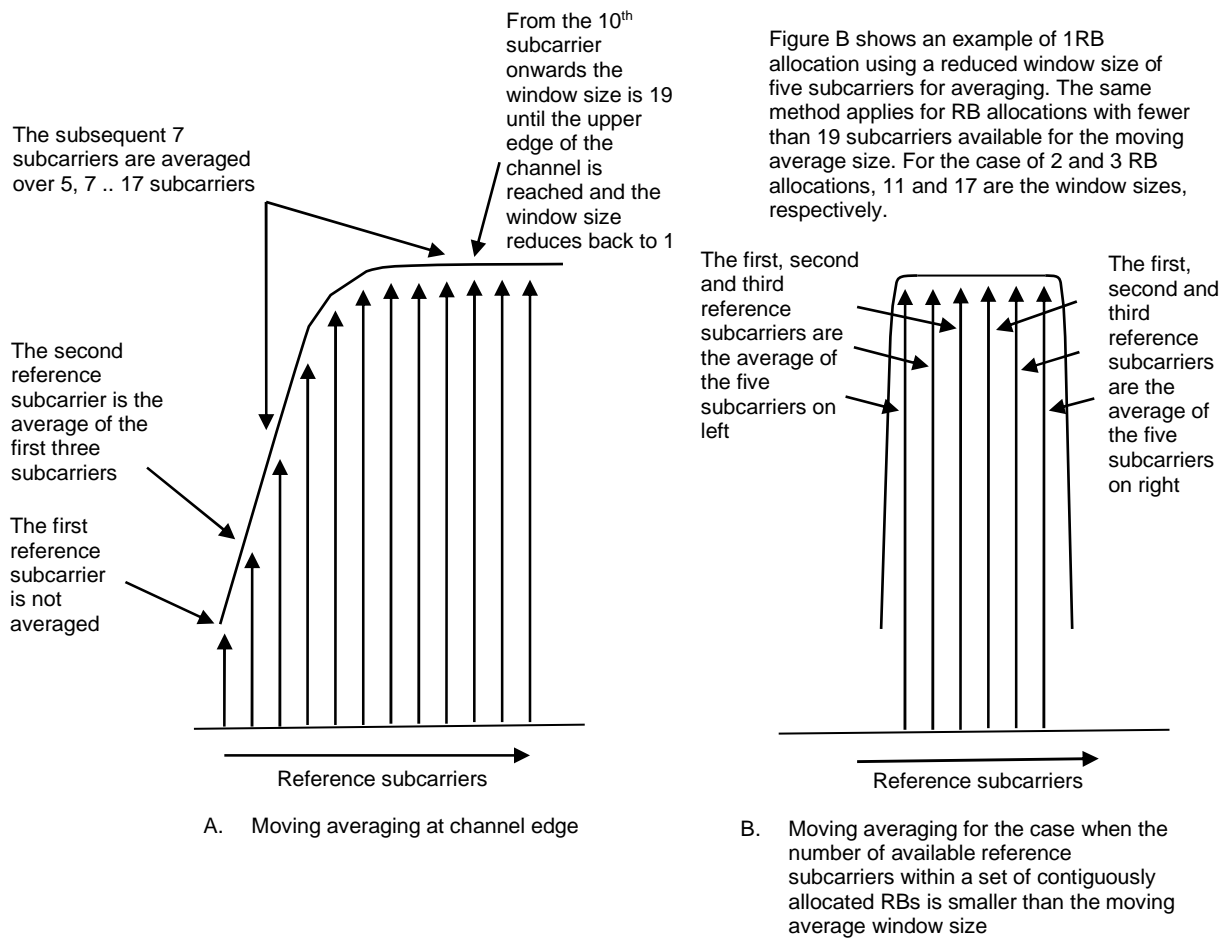 From the 10th
subcarrier
onwards the
window size is 19
until the upper
edge of the
channel is
reached and the
window size
reduces back to 1
The subsequent 7
subcarriers are averaged
over 5, 7 .. 17 subcarriers
The second
reference
subcarrier is the
average of the
first three
subcarriers
The first
reference
subcarrier
is not
averaged
Reference subcarriers
A. Moving averaging at channel edge
Figure B shows an example of 1RB
allocation using a reduced window size of
five subcarriers for averaging. The same
method applies for RB allocations with fewer
than 19 subcarriers available for the moving
average size. For the case of 2 and 3 RB
allocations, 11 and 17 are the window sizes,
respectively.
The first, second
and third
reference
subcarriers are
the average of
the five
subcarriers on
left
The first,
second and
third
reference
subcarriers
are the
average of
the five
subcarriers
on right
Reference subcarriers
B. Moving averaging for the case when the
number of available reference
subcarriers within a set of contiguously
allocated RBs is smaller than the moving
average window size